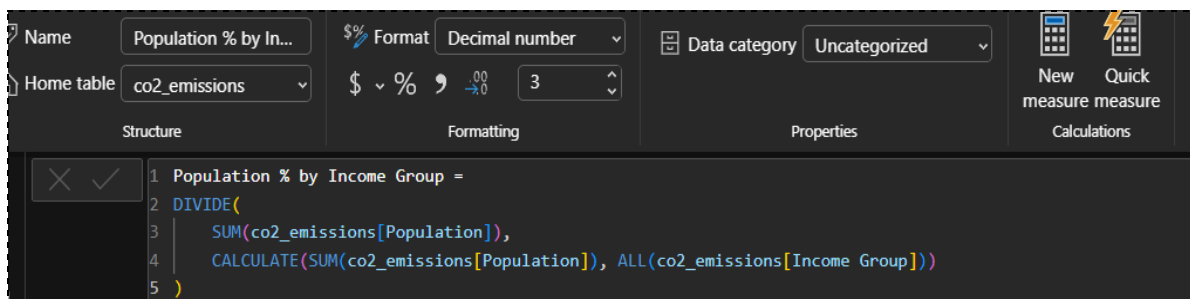 Name Population % by In... $% Format Decimal number Data category Uncategorized
Home table co2_emissions $ % , .00 →.0 3 New measure Quick measure
Structure Formatting Properties Calculations
1 Population % by Income Group =
2 DIVIDE(
3 SUM(co2_emissions[Population]),
4 CALCULATE(SUM(co2_emissions[Population]), ALL(co2_emissions[Income Group]))
5 )